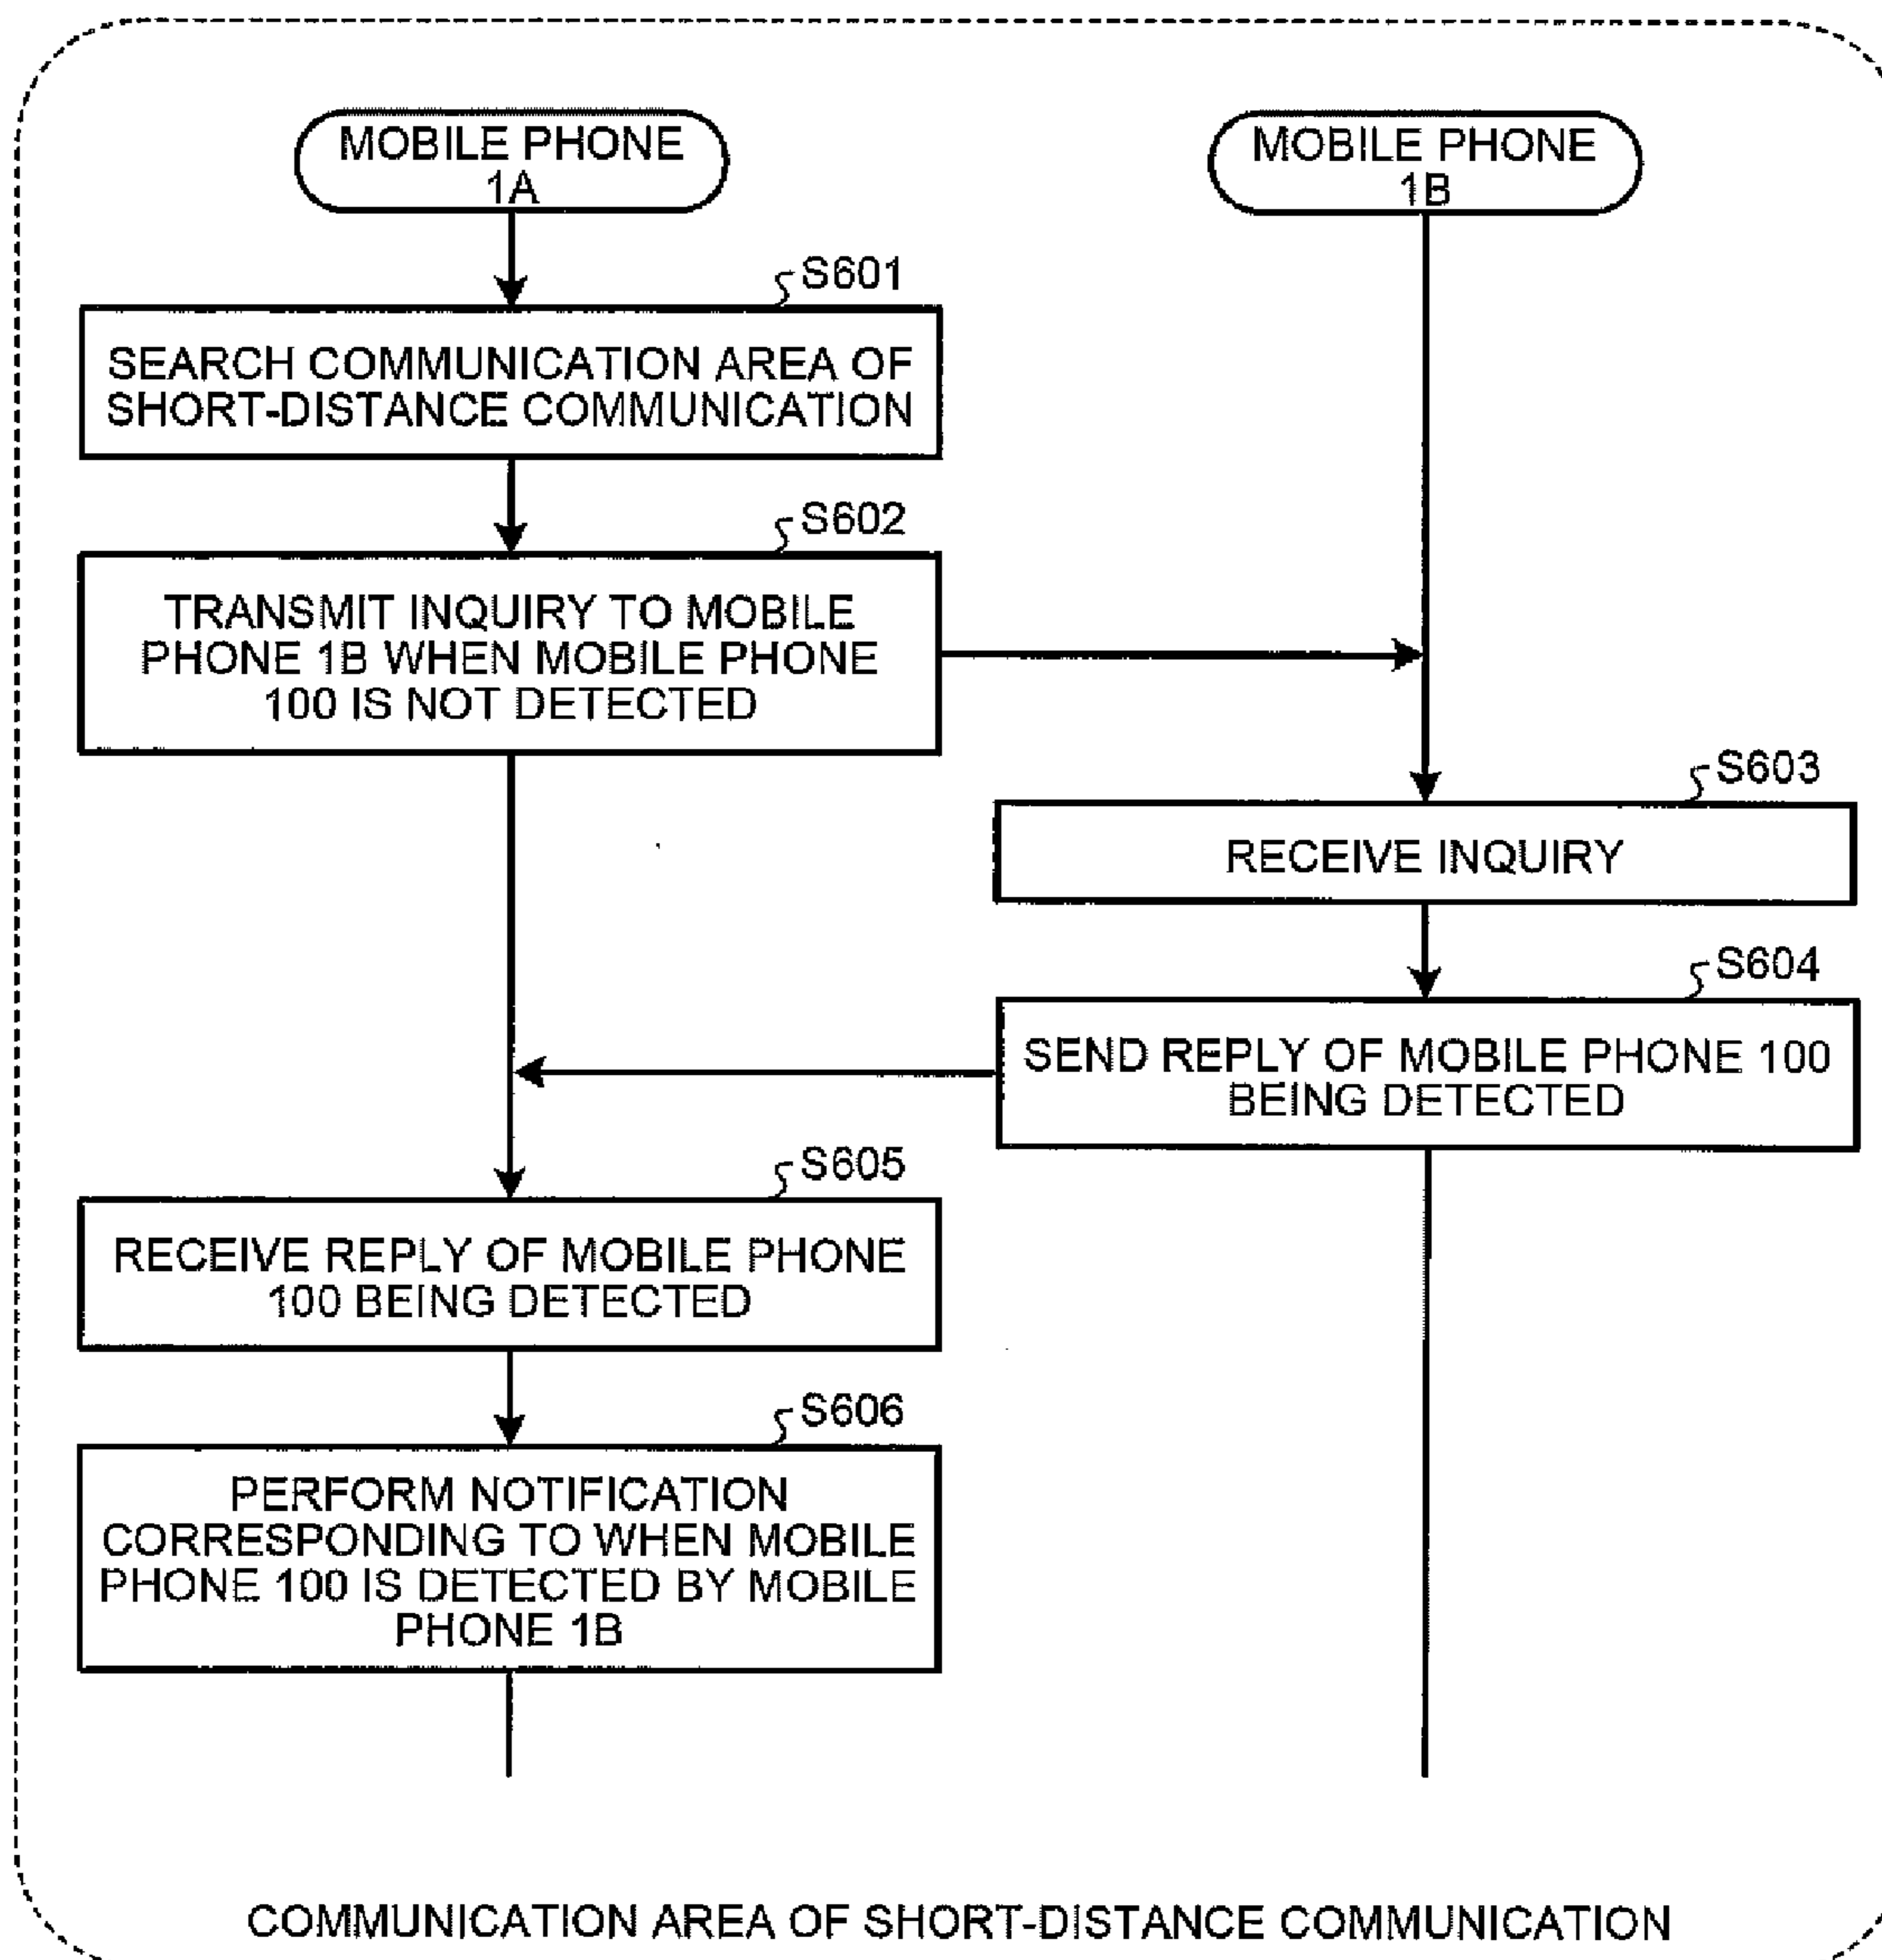 MOBILE PHONE
1A
MOBILE PHONE
1B
S601
SEARCH COMMUNICATION AREA OF
SHORT-DISTANCE COMMUNICATION
S602
TRANSMIT INQUIRY TO MOBILE
PHONE 1B WHEN MOBILE PHONE
100 IS NOT DETECTED
S603
RECEIVE INQUIRY
S604
SEND REPLY OF MOBILE PHONE 100
BEING DETECTED
S605
RECEIVE REPLY OF MOBILE PHONE
100 BEING DETECTED
S606
PERFORM NOTIFICATION
CORRESPONDING TO WHEN MOBILE
PHONE 100 IS DETECTED BY MOBILE
PHONE 1B
COMMUNICATION AREA OF SHORT-DISTANCE COMMUNICATION